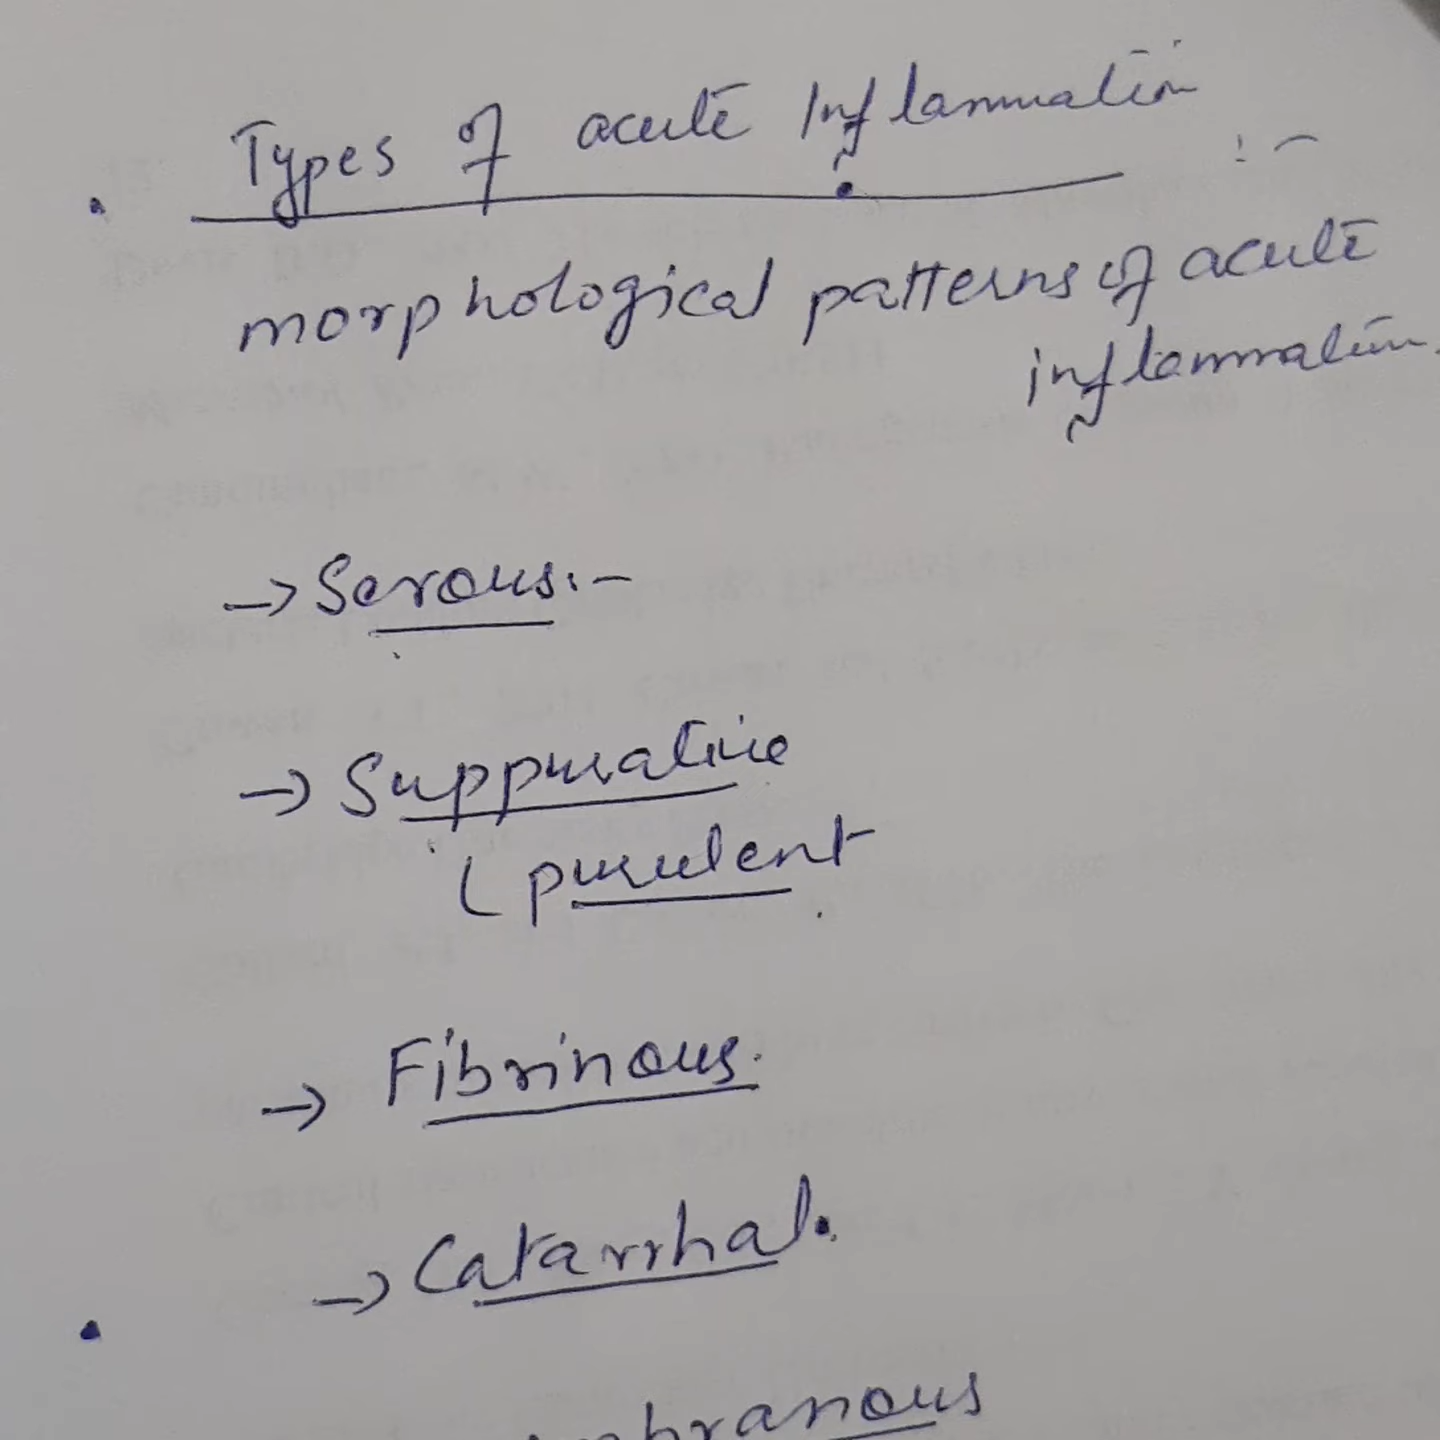 Types of acute Inflammation :-
morphological patterns of acute
inflammation.
→ Serous:-
→ Suppurative
( purulent
→ Fibrinous.
→ Catarrhal.